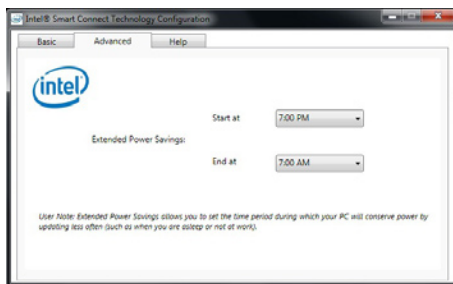 Intel® Smart Connect Technology Configuration
Basic Advanced Help
intel
Start at 7:00 PM
Extended Power Savings:
End at 7:00 AM
User Note: Extended Power Savings allows you to set the time period during which your PC will conserve power by
updating less often (such as when you are asleep or not at work).